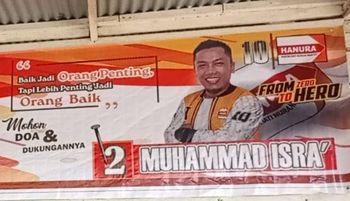 “
Baik Jadi Orang Penting,
Tapi Lebih Penting Jadi
Orang Baik „
Mohon
DOA &
DUKUNGANNYA
10
HANURA
FROM ZERO
TO HERO
10
2 MUHAMMAD ISRA'